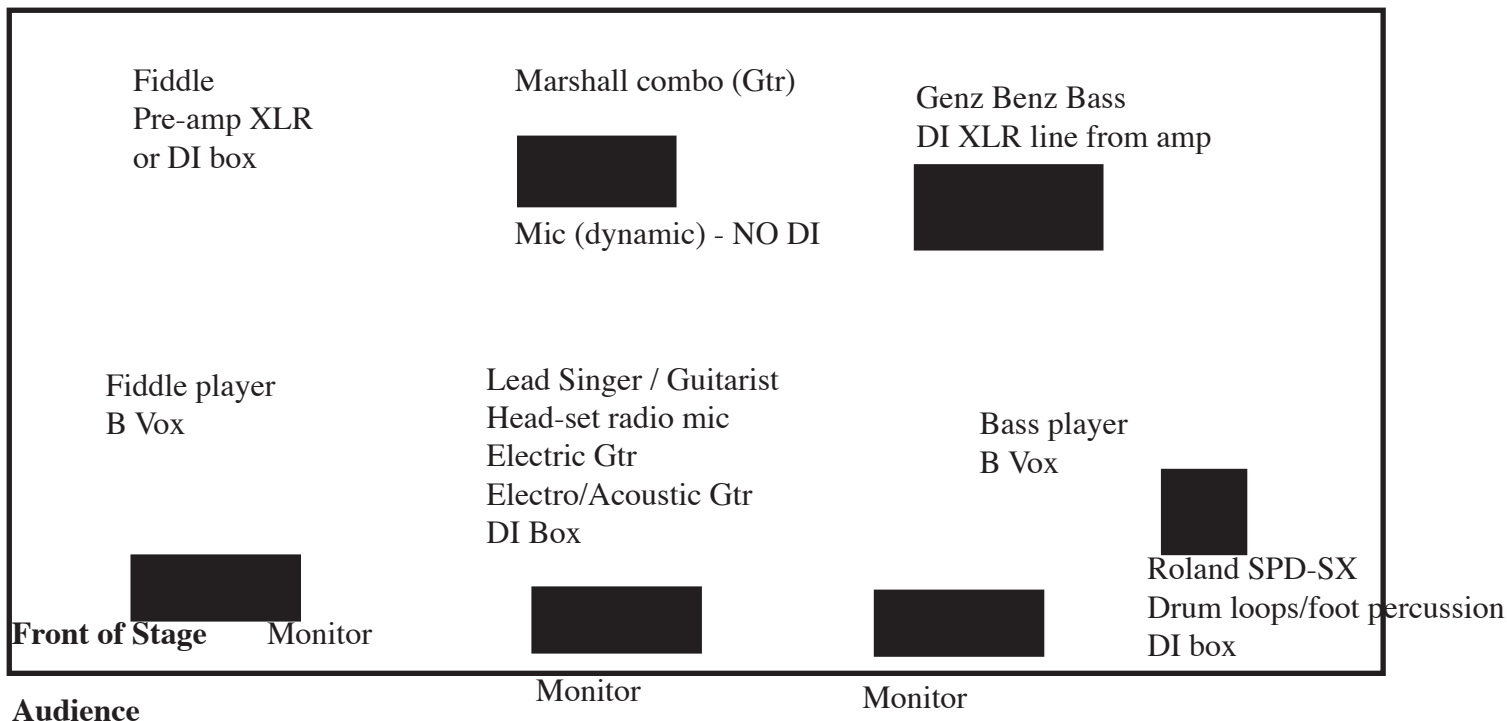 Fiddle
Pre-amp XLR
or DI box
Marshall combo (Gtr)
Mic (dynamic) - NO DI
Genz Benz Bass
DI XLR line from amp
Fiddle player
B Vox
Lead Singer / Guitarist
Head-set radio mic
Electric Gtr
Electro/Acoustic Gtr
DI Box
Bass player
B Vox
Roland SPD-SX
Drum loops/foot percussion
DI box
Front of Stage
Monitor
Monitor
Monitor
Audience